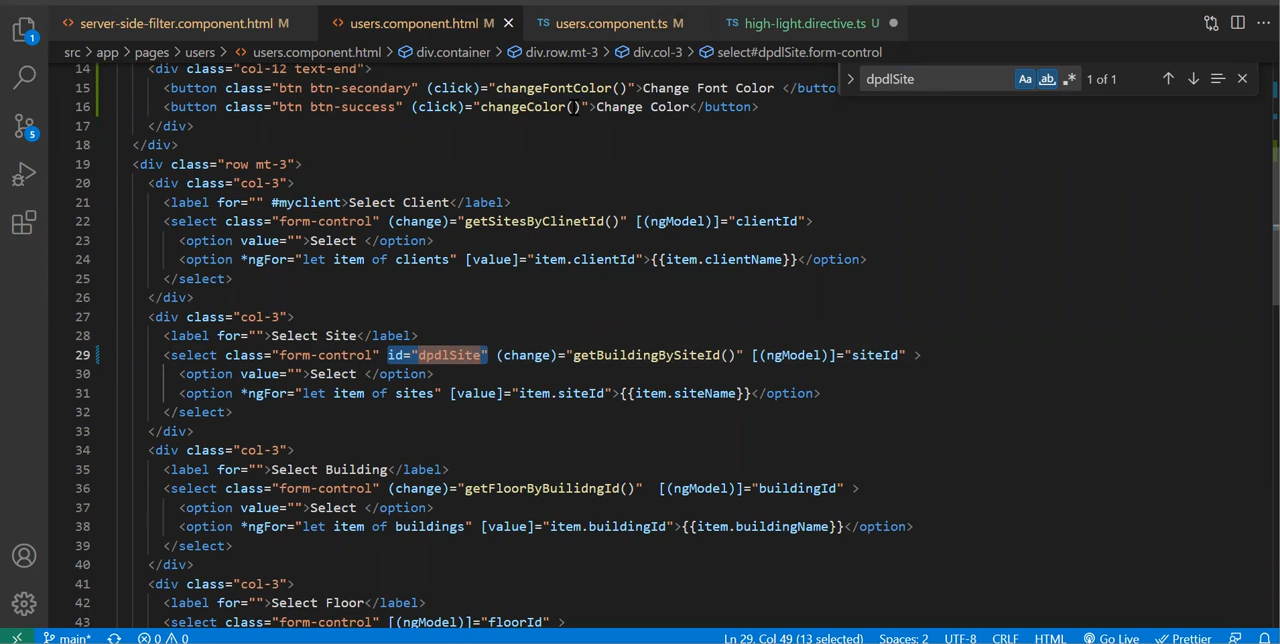 server-side-filter.component.html M
users.component.html M
TS users.component.ts M
TS high-light.directive.ts U
src > app > pages > users > users.component.html > div.container > div.row.mt-3 > div.col-3 > select#dpdlSite.form-control
dpdlSite Aa ab 1 of 1
14 <div class="col-12 text-end">
15 <button class="btn btn-secondary" (click)="changeFontColor()">Change Font Color </butto
16 <button class="btn btn-success" (click)="changeColor()">Change Color</button>
17 </div>
18 </div>
19 <div class="row mt-3">
20 <div class="col-3">
21 <label for="" #myclient>Select Client</label>
22 <select class="form-control" (change)="getSitesByClinetId()" [(ngModel)]="clientId">
23 <option value="">Select </option>
24 <option *ngFor="let item of clients" [value]="item.clientId">{{item.clientName}}</option>
25 </select>
26 </div>
27 <div class="col-3">
28 <label for="">Select Site</label>
29 <select class="form-control" id="dpdlSite" (change)="getBuildingBySiteId()" [(ngModel)]="siteId" >
30 <option value="">Select </option>
31 <option *ngFor="let item of sites" [value]="item.siteId">{{item.siteName}}</option>
32 </select>
33 </div>
34 <div class="col-3">
35 <label for="">Select Building</label>
36 <select class="form-control" (change)="getFloorByBuilidngId()"  [(ngModel)]="buildingId" >
37 <option value="">Select </option>
38 <option *ngFor="let item of buildings" [value]="item.buildingId">{{item.buildingName}}</option>
39 </select>
40 </div>
41 <div class="col-3">
42 <label for="">Select Floor</label>
43 <select class="form-control" [(ngModel)]="floorId" >
1
5
main* 0 0 Ln 29, Col 49 (13 selected) Spaces: 2 UTF-8 CRLF HTML Go Live Prettier